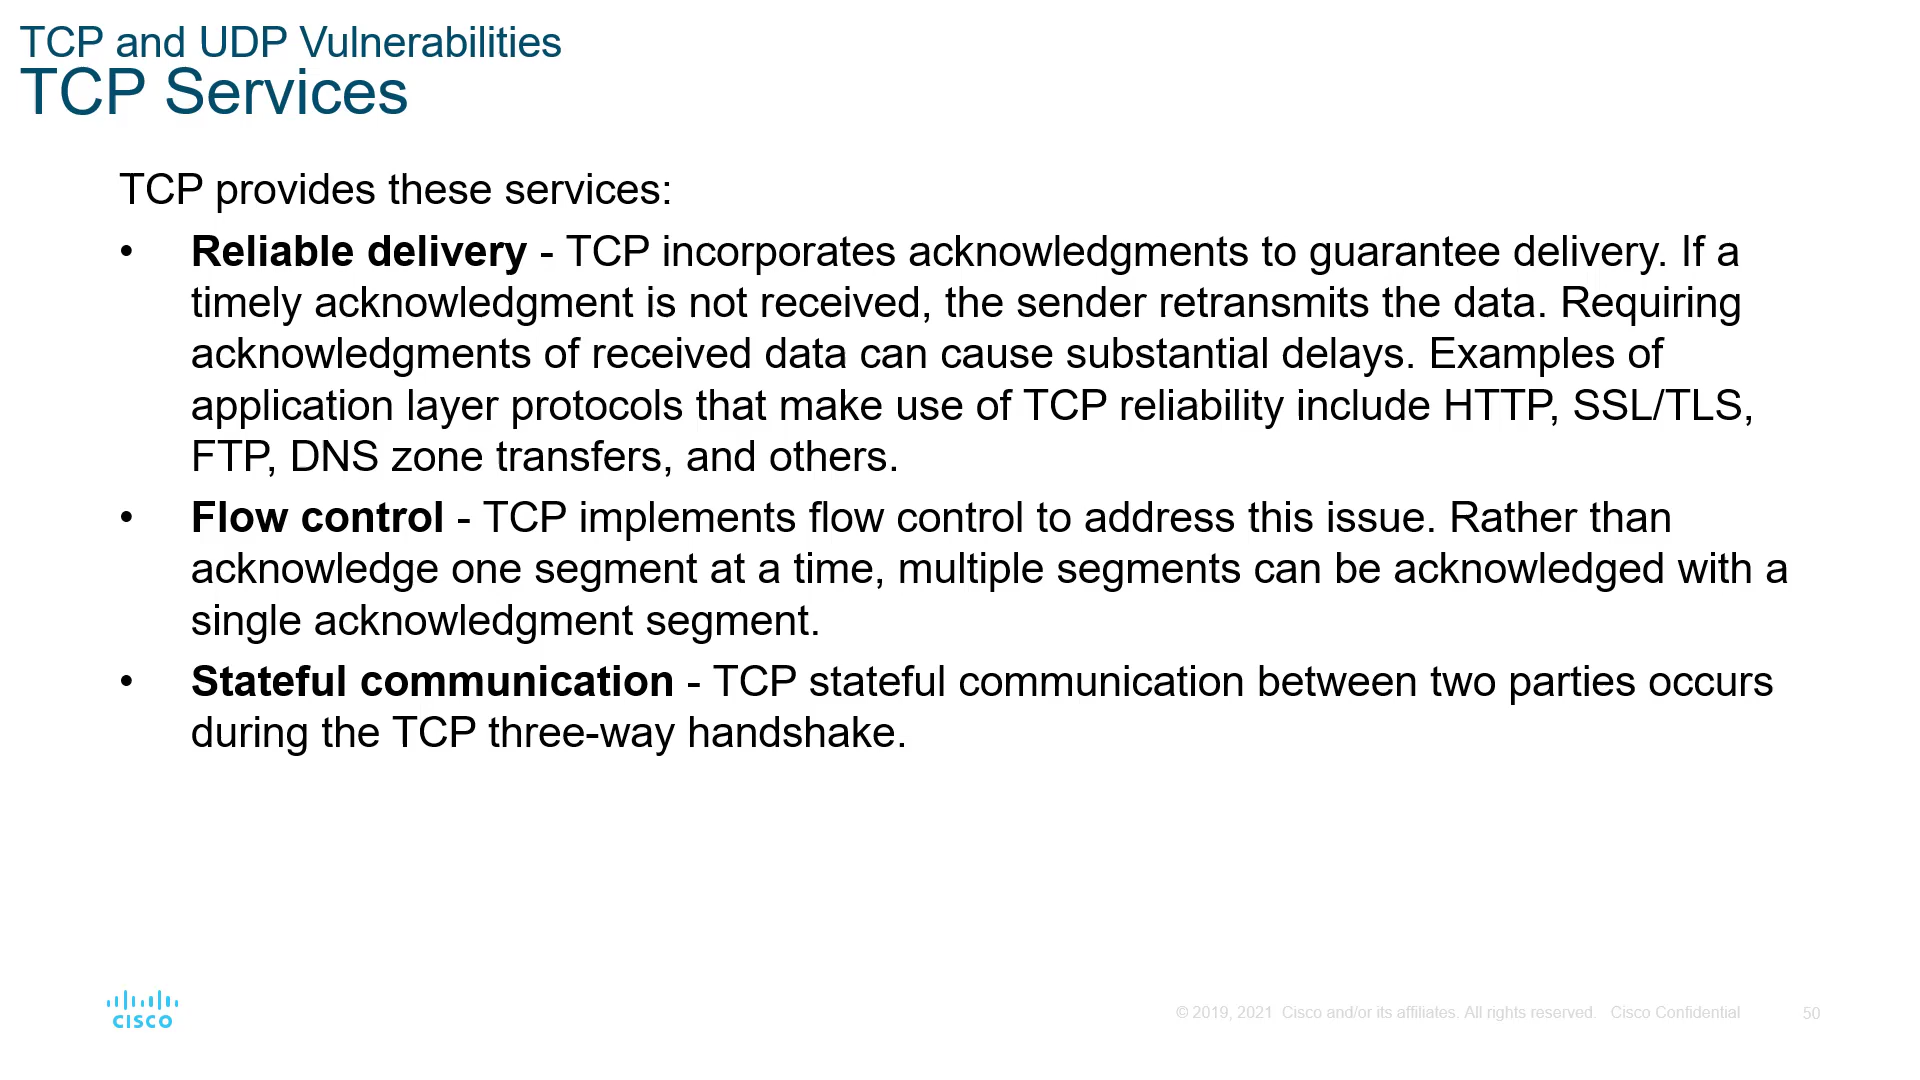 TCP and UDP Vulnerabilities
TCP Services
TCP provides these services:
• Reliable delivery - TCP incorporates acknowledgments to guarantee delivery. If a
timely acknowledgment is not received, the sender retransmits the data. Requiring
acknowledgments of received data can cause substantial delays. Examples of
application layer protocols that make use of TCP reliability include HTTP, SSL/TLS,
FTP, DNS zone transfers, and others.
• Flow control - TCP implements flow control to address this issue. Rather than
acknowledge one segment at a time, multiple segments can be acknowledged with a
single acknowledgment segment.
• Stateful communication - TCP stateful communication between two parties occurs
during the TCP three-way handshake.
CISCO
© 2019, 2021 Cisco and/or its affiliates. All rights reserved. Cisco Confidential 50